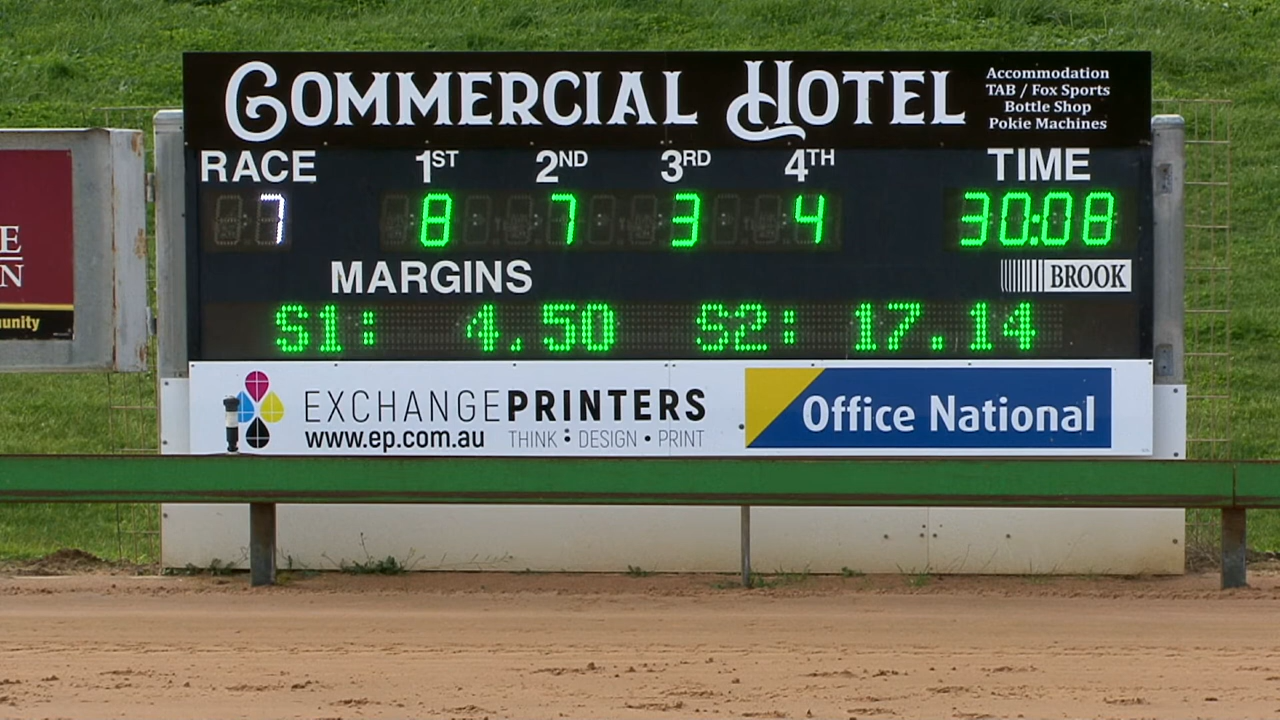 COMMERCIAL HOTEL
Accommodation
TAB / Fox Sports
Bottle Shop
Pokie Machines
RACE 1ST 2ND 3RD 4TH TIME
7 8 7 3 4 30:08
MARGINS
BROOK
S1: 4.50 S2: 17.14
EXCHANGEPRINTERS
www.ep.com.au THINK : DESIGN • PRINT
Office National
E
N
unity